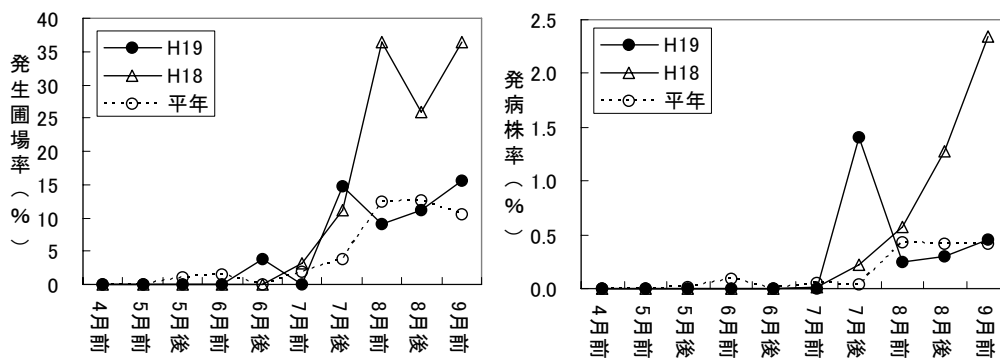 発生圃場率(%)
40
35
30
25
20
15
10
5
0
H19
H18
平年
4月前
5月前
5月後
6月前
6月後
7月前
7月後
8月前
8月後
9月前
発病株率(%)
2.5
2.0
1.5
1.0
0.5
0.0
H19
H18
平年
4月前
5月前
5月後
6月前
6月後
7月前
7月後
8月前
8月後
9月前